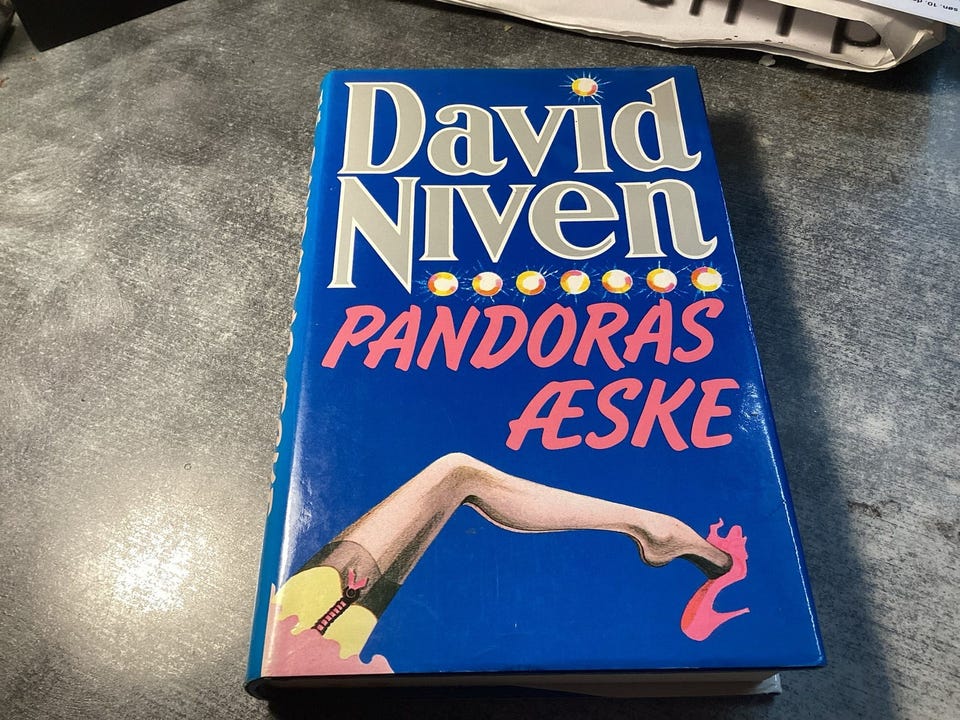 David
Niven
PANDORAS
ÆSKE